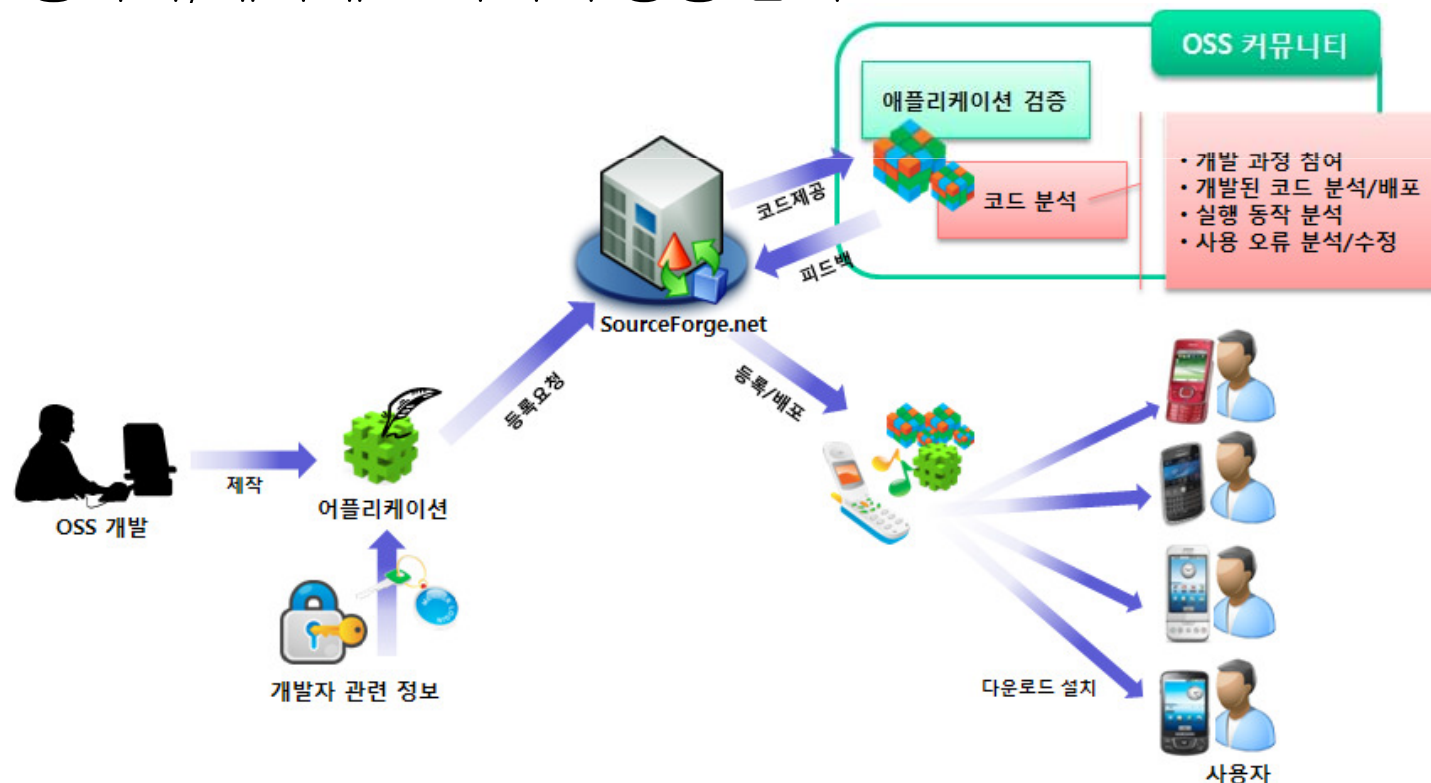 OSS 커뮤니티
애플리케이션 검증
코드 분석
• 개발 과정 참여
• 개발된 코드 분석/배포
• 실행 동작 분석
• 사용 오류 분석/수정
코드제공
피드백
SourceForge.net
등록요청
등록/배포
제작
OSS 개발
어플리케이션
개발자 관련 정보
다운로드 설치
사용자